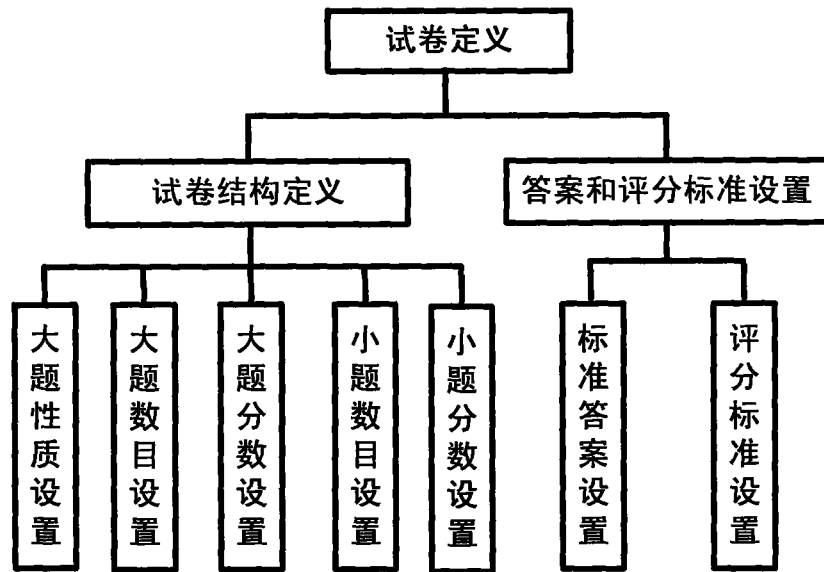 试卷定义
试卷结构定义
答案和评分标准设置
大题性质设置
大题数目设置
大题分数设置
小题数目设置
小题分数设置
标准答案设置
评分标准设置